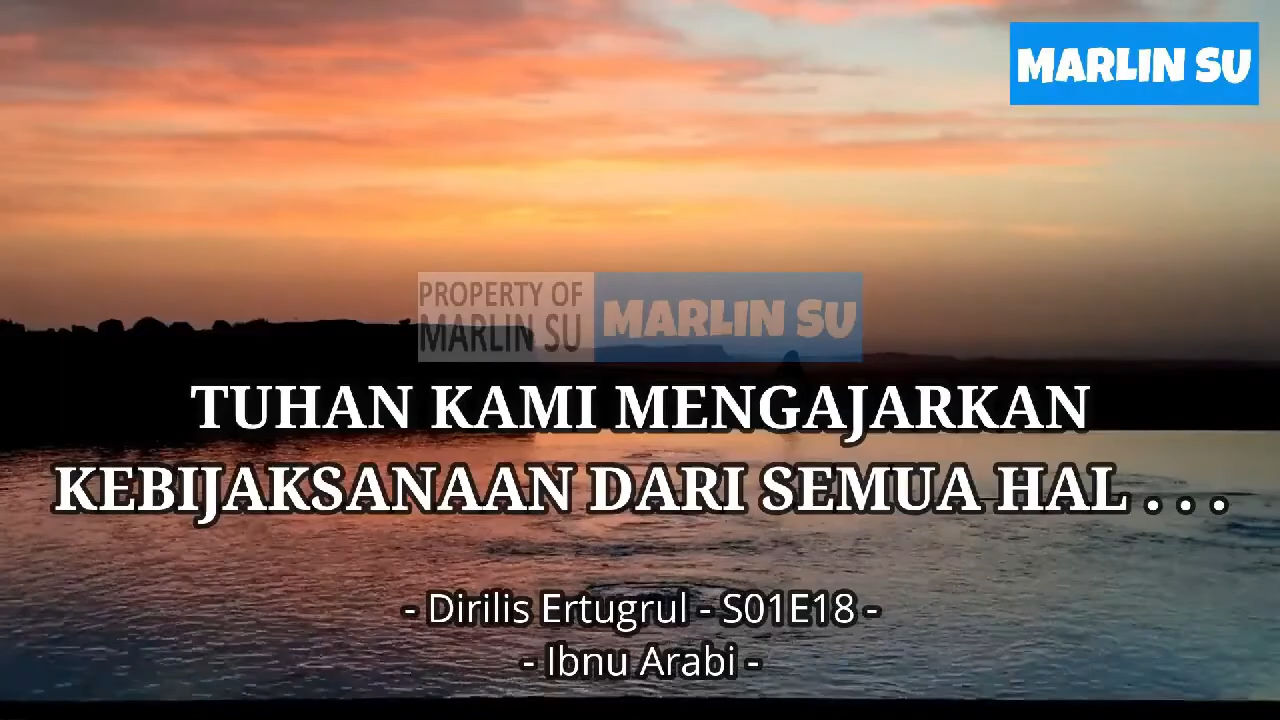 MARLIN SU
PROPERTY OF
MARLIN SU
MARLIN SU
TUHAN KAMI MENGAJARKAN
KEBIJAKSANAAN DARI SEMUA HAL . . .
- Dirilis Ertugrul - S01E18 -
- Ibnu Arabi -